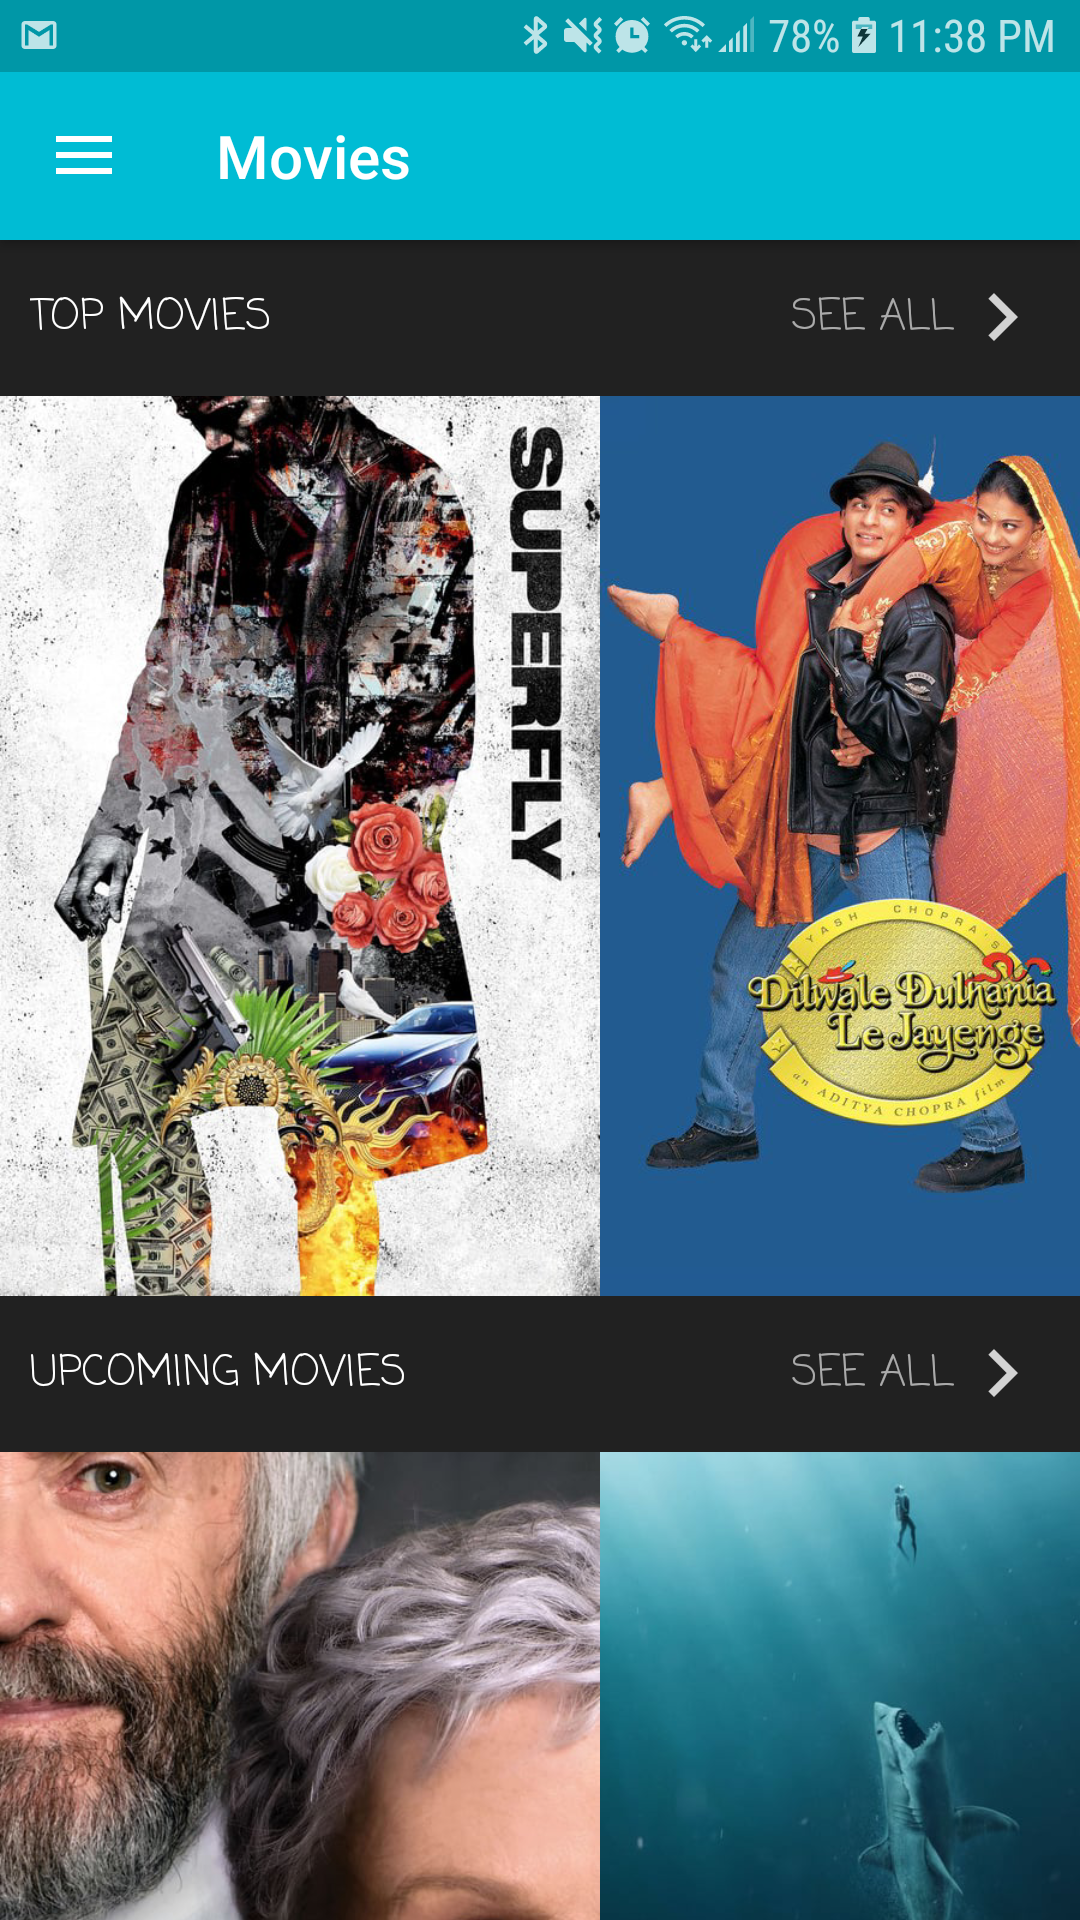 78% 11:38 PM
Movies
TOP MOVIES SEE ALL
SUPERFLY
YASH CHOPRA'S
Dilwale Dulhania
Le Jayenge
an ADITYA CHOPRA film
UPCOMING MOVIES SEE ALL